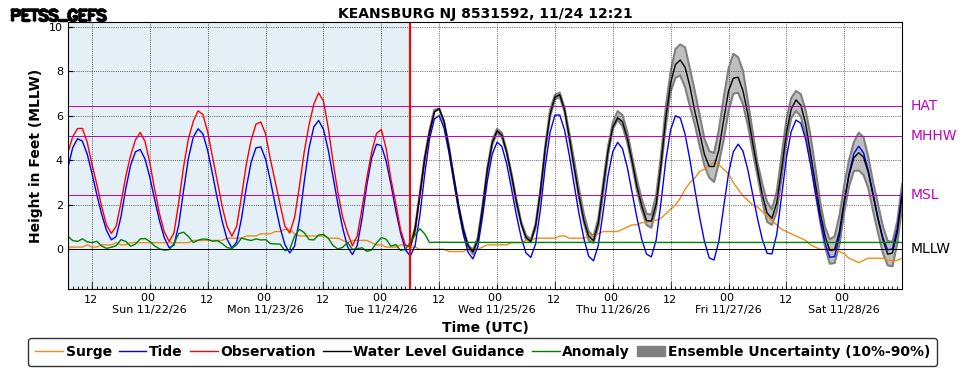 PETSS_GEFS
KEANSBURG NJ 8531592, 11/24 12:21
Height in Feet (MLLW)
10
8
6
4
2
0
HAT
MHHW
MSL
MLLW
12 00 12 00 12 00 12 00 12 00 12 00 12 00
Sun 11/22/26 Mon 11/23/26 Tue 11/24/26 Wed 11/25/26 Thu 11/26/26 Fri 11/27/26 Sat 11/28/26
Time (UTC)
Surge Tide Observation Water Level Guidance Anomaly Ensemble Uncertainty (10%-90%)